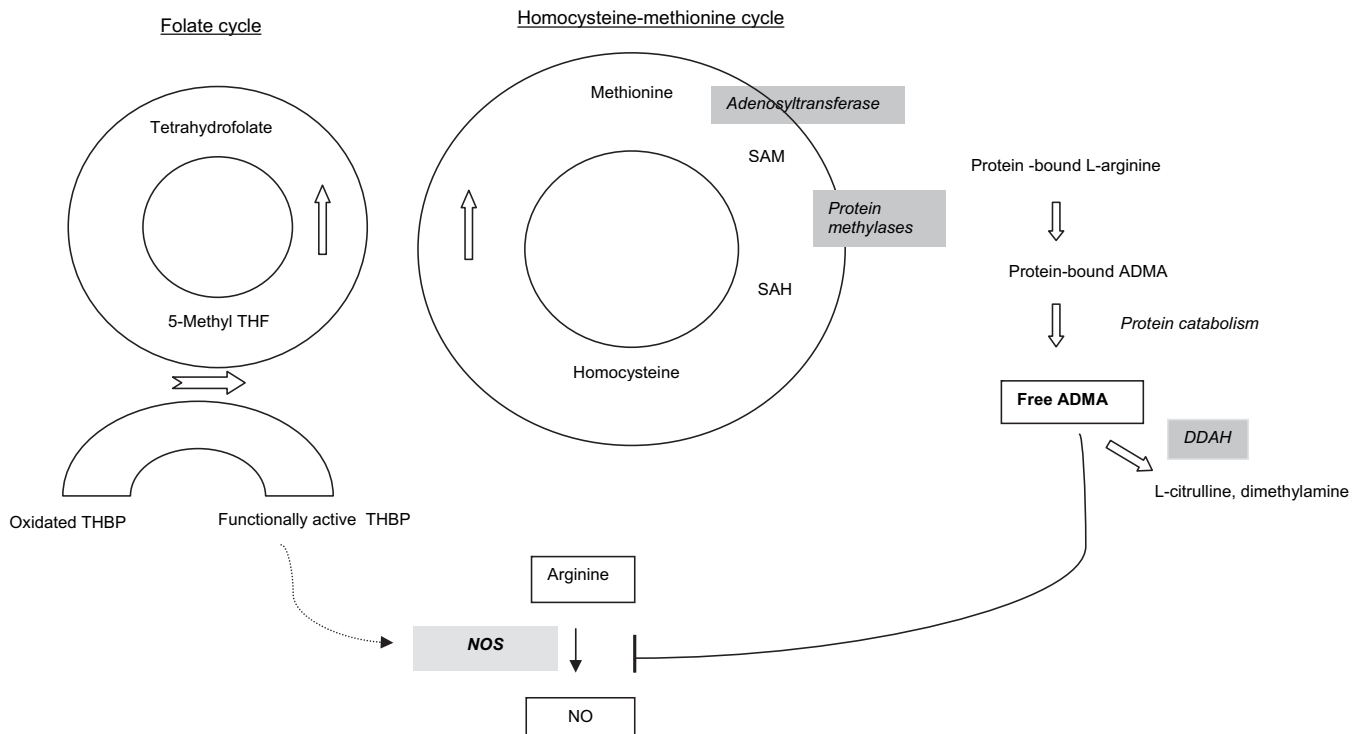 Folate cycle
Homocysteine-methionine cycle
Methionine
Adenosyltransferase
Tetrahydrofolate
SAM
Protein -bound L-arginine
Protein
methylases
Protein-bound ADMA
SAH
5-Methyl THF
Protein catabolism
Homocysteine
Free ADMA
DDAH
L-citrulline, dimethylamine
Oxidated THBP
Functionally active THBP
Arginine
NOS
NO